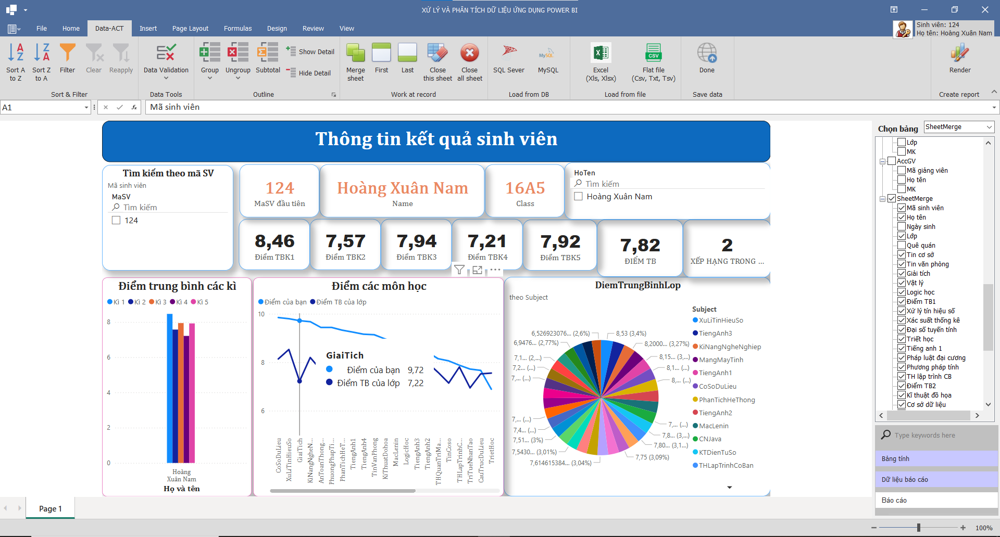 XỬ LÝ VÀ PHÂN TÍCH DỮ LIỆU ỨNG DỤNG POWER BI
File Home Data-ACT Insert Page Layout Formulas Design Review View
Sinh viên: 124
Họ tên: Hoàng Xuân Nam
Sort A to Z
Sort Z to A
Filter
Clear
Reapply
Sort & Filter
Data Validation
Data Tools
Group
Ungroup
Subtotal
Show Detail
Hide Detail
Outline
Merge sheet
First
Last
Close this sheet
Close all sheet
Work at record
SQL Sever
MySQL
MySQL
Load from DB
Excel (Xls, Xlsx)
CSV
Flat file (Csv, Txt, Tsv)
Load from file
Done
Save data
Render
Create report
A1
fx
Mã sinh viên
Thông tin kết quả sinh viên
Tìm kiếm theo mã SV
Mã sinh viên
MaSV
Tìm kiếm
124
124
MaSV đầu tiên
Hoàng Xuân Nam
Name
16A5
Class
HoTen
Tìm kiếm
Hoàng Xuân Nam
8,46
Điểm TBK1
7,57
Điểm TBK2
7,94
Điểm TBK3
7,21
Điểm TBK4
7,92
Điểm TBK5
7,82
ĐIỂM TB
2
XẾP HẠNG TRONG ...
Điểm trung bình các kì
Kì 1 Kì 2 Kì 3 Kì 4 Kì 5
8
6
4
2
0
Hoàng
Xuân Nam
Họ và tên
Điểm các môn học
Điểm của bạn Điểm TB của lớp
10
8
6
GiaiTich
Điểm của bạn 9,72
Điểm TB của lớp 7,22
CoSoDuLieu
XuLiTinHieuSo
GiaiTich
KiNangNgheN...
AnToanThong...
PhuongPhapTi...
PhanTichHeT...
TiengAnh1
TiengAnh4
TinVanPhong
KiThuatDohoa
MacLenin
LogicHoc
TiengAnh3
TiengAnh2
THQuanTriMa...
TinCoso
THLapTrinhC...
TriTueNhanTao
CauTrucDuLieu
TrietHoc
DiemTrungBinhLop
theo Subject
6,526923076... (2,6%)
6,9476... (2,77%)
7,1... (2,...)
7,2... (...)
7,... (...)
7,... (...)
7,4... (...)
7,51... (3%)
7,5430... (3,01%)
7,614615384... (3,04%)
8,53 (3,4%)
8,2000... (3,27%)
8,15... (3,...)
8,1... (...)
8,... (...)
7,... (...)
7,8... (3,...)
7,80... (3,1...)
7,75 (3,09%)
Subject
XuLiTinHieuSo
TiengAnh3
KiNangNgheNghiep
MangMayTinh
TiengAnh1
CoSoDuLieu
PhanTichHeThong
TiengAnh2
MacLenin
CNJava
KTDienTuSo
THLapTrinhCoBan
Chọn bảng
SheetMerge
Lớp
MK
AccGV
Mã giảng viên
Họ tên
MK
SheetMerge
Mã sinh viên
Họ tên
Ngày sinh
Lớp
Quê quán
Tin cơ sở
Tin văn phòng
Giải tích
Vật lý
Logic học
Điểm TB1
Xử lý tín hiệu số
Xác suất thống kê
Đại số tuyến tính
Triết học
Tiếng anh 1
Pháp luật đại cương
Phương pháp tính
TH lập trình CB
Điểm TB2
Kĩ thuật đồ họa
Cơ sở dữ liệu
Type keywords here
Bảng tính
Dữ liệu báo cáo
Báo cáo
Page 1
100%